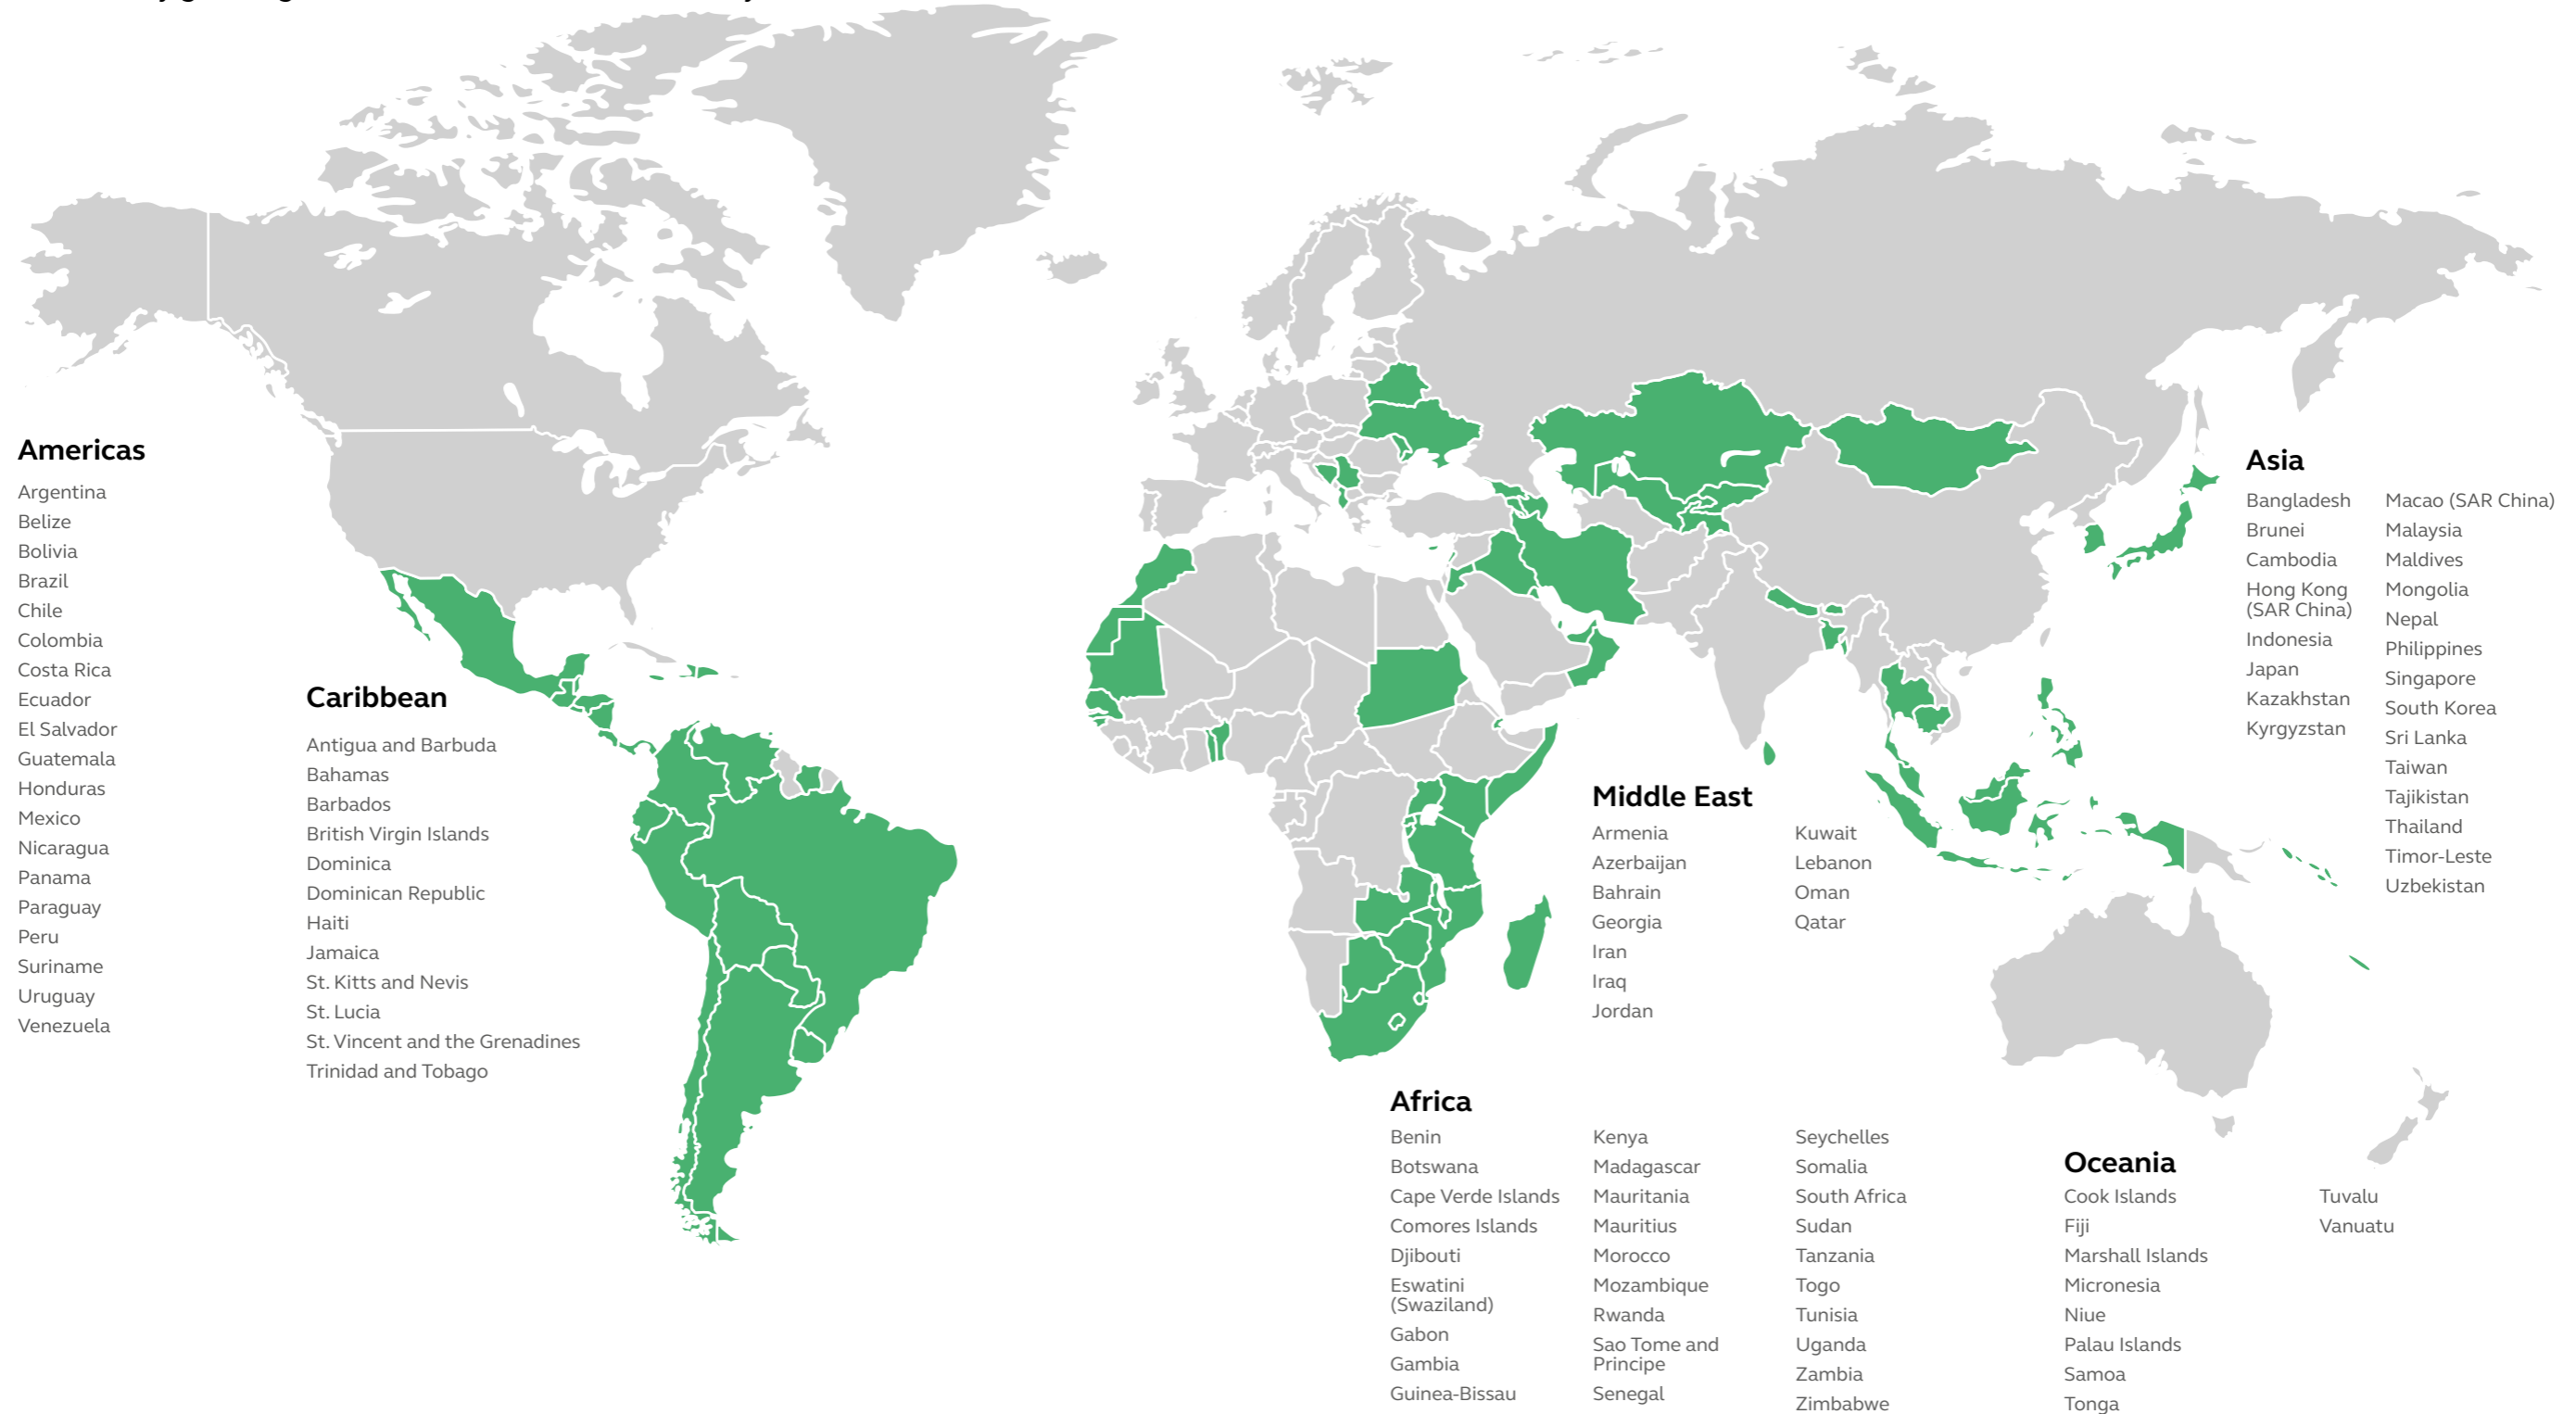 Americas
Argentina
Belize
Bolivia
Brazil
Chile
Colombia
Costa Rica
Ecuador
El Salvador
Guatemala
Honduras
Mexico
Nicaragua
Panama
Paraguay
Peru
Suriname
Uruguay
Venezuela
Caribbean
Antigua and Barbuda
Bahamas
Barbados
British Virgin Islands
Dominica
Dominican Republic
Haiti
Jamaica
St. Kitts and Nevis
St. Lucia
St. Vincent and the Grenadines
Trinidad and Tobago
Middle East
Armenia
Azerbaijan
Bahrain
Georgia
Iran
Iraq
Jordan
Kuwait
Lebanon
Oman
Qatar
Asia
Bangladesh
Brunei
Cambodia
Hong Kong
(SAR China)
Indonesia
Japan
Kazakhstan
Kyrgyzstan
Macao (SAR China)
Malaysia
Maldives
Mongolia
Nepal
Philippines
Singapore
South Korea
Sri Lanka
Taiwan
Tajikistan
Thailand
Timor-Leste
Uzbekistan
Africa
Benin
Botswana
Cape Verde Islands
Comores Islands
Djibouti
Eswatini
(Swaziland)
Gabon
Gambia
Guinea-Bissau
Kenya
Madagascar
Mauritania
Mauritius
Morocco
Mozambique
Rwanda
Sao Tome and
Principe
Senegal
Seychelles
Somalia
South Africa
Sudan
Tanzania
Togo
Tunisia
Uganda
Zambia
Zimbabwe
Oceania
Cook Islands
Fiji
Marshall Islands
Micronesia
Niue
Palau Islands
Samoa
Tonga
Tuvalu
Vanuatu